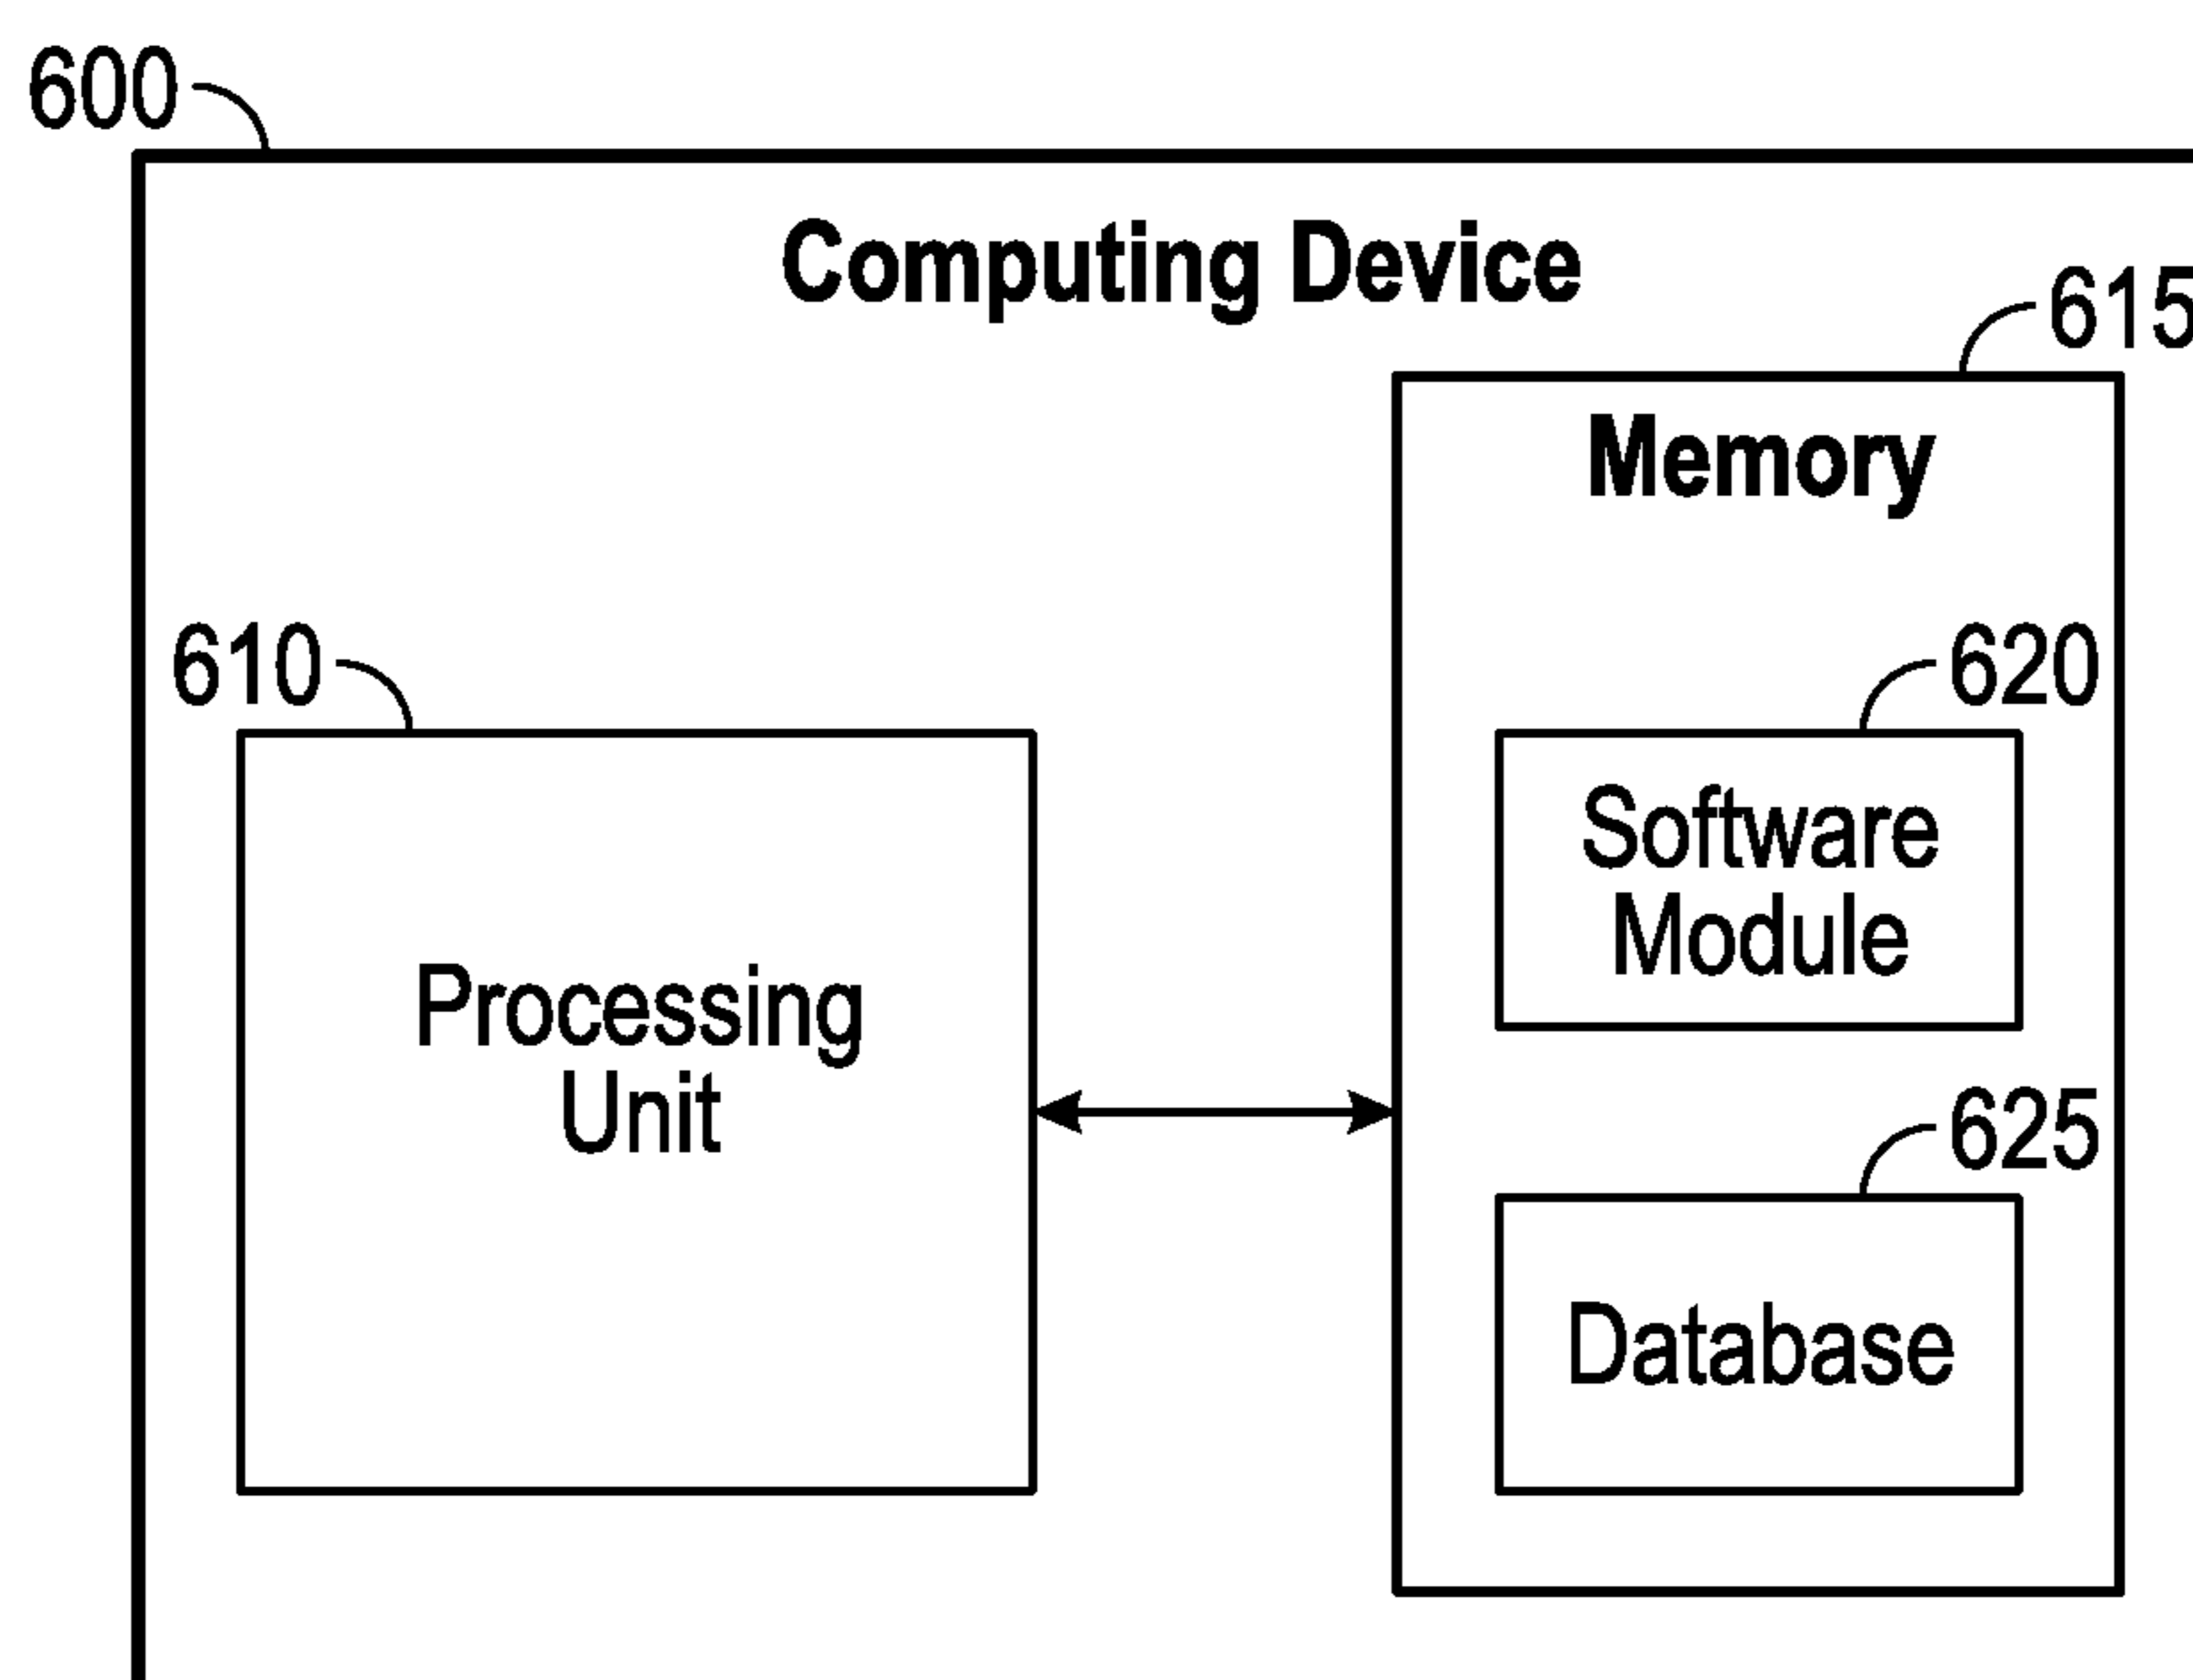 600
Computing Device
615
Memory
610
620
Software
Module
Processing
Unit
625
Database